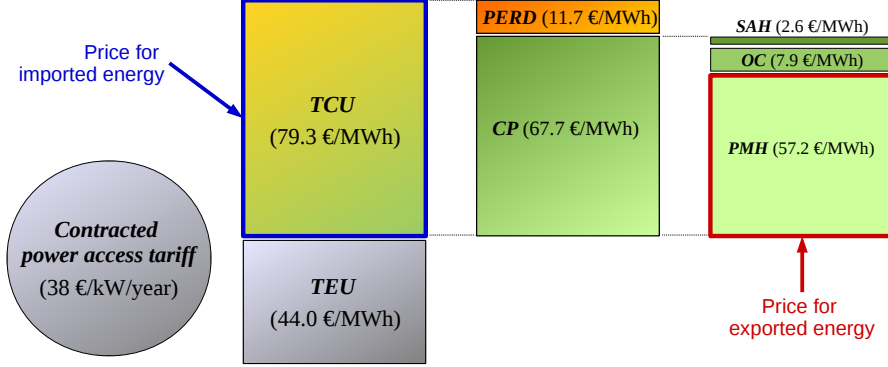 Price for
imported energy
TCU
(79.3 €/MWh)
PERD (11.7 €/MWh)
CP (67.7 €/MWh)
SAH (2.6 €/MWh)
OC (7.9 €/MWh)
PMH (57.2 €/MWh)
Contracted
power access tariff
(38 €/kW/year)
TEU
(44.0 €/MWh)
Price for
exported energy